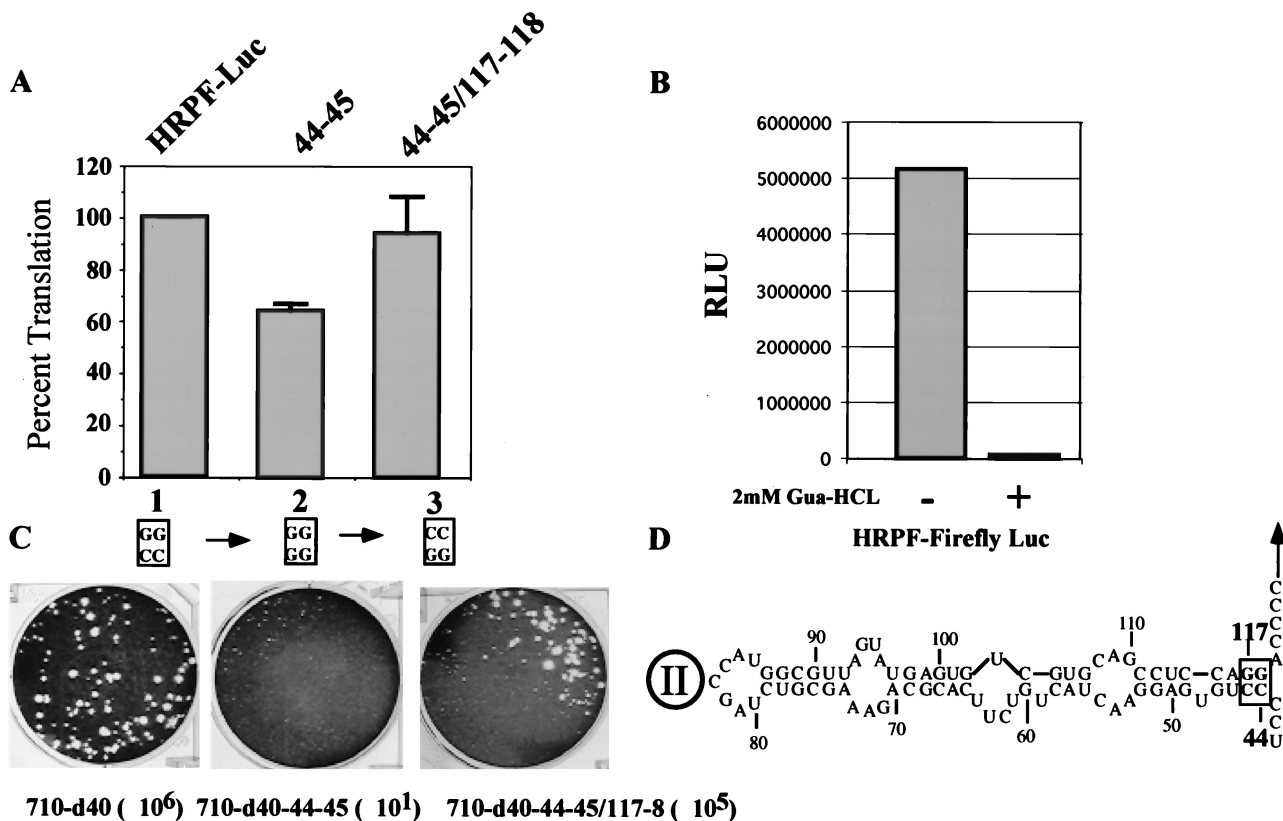 A
HRPF-Luc
44-45
44-45/117-118
Percent Translation
120
100
80
60
40
20
0
1
2
3
GG
CC
GG
GG
CC
GG
B
6000000
5000000
4000000
3000000
2000000
1000000
0
RLU
2mM Gua-HCL - +
HRPF-Firefly Luc
C
710-d40 ( 10⁶) 710-d40-44-45 ( 10¹) 710-d40-44-45/117-8 ( 10⁵)
D
II
90
100
110
117
GG
CC
80
70
60
50
44